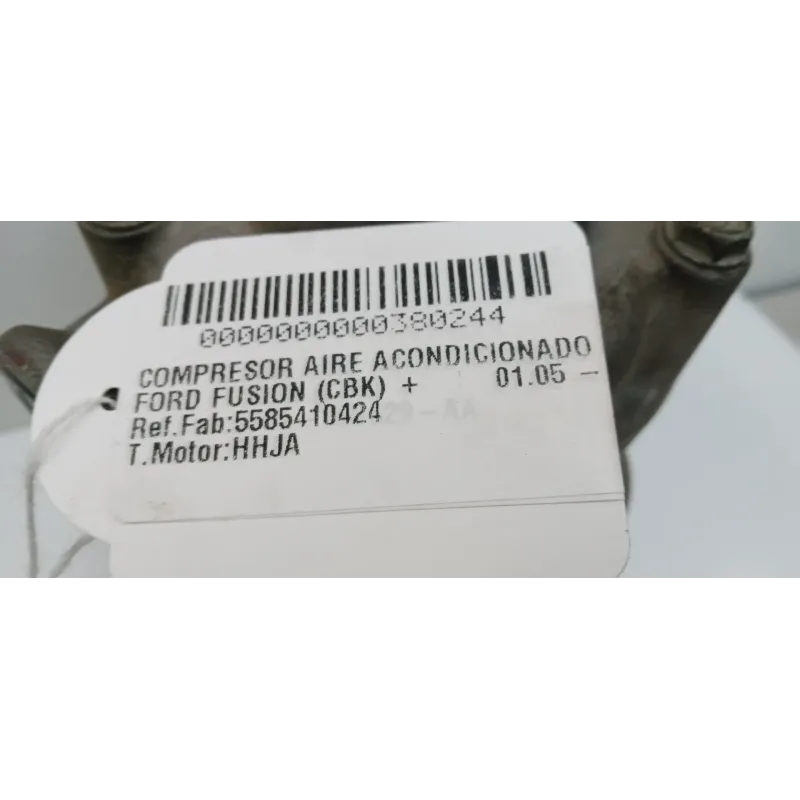 0000000000380244
COMPRESOR AIRE ACONDICIONADO
FORD FUSION (CBK) + 01.05 –
Ref.Fab:5585410424
T.Motor:HHJA